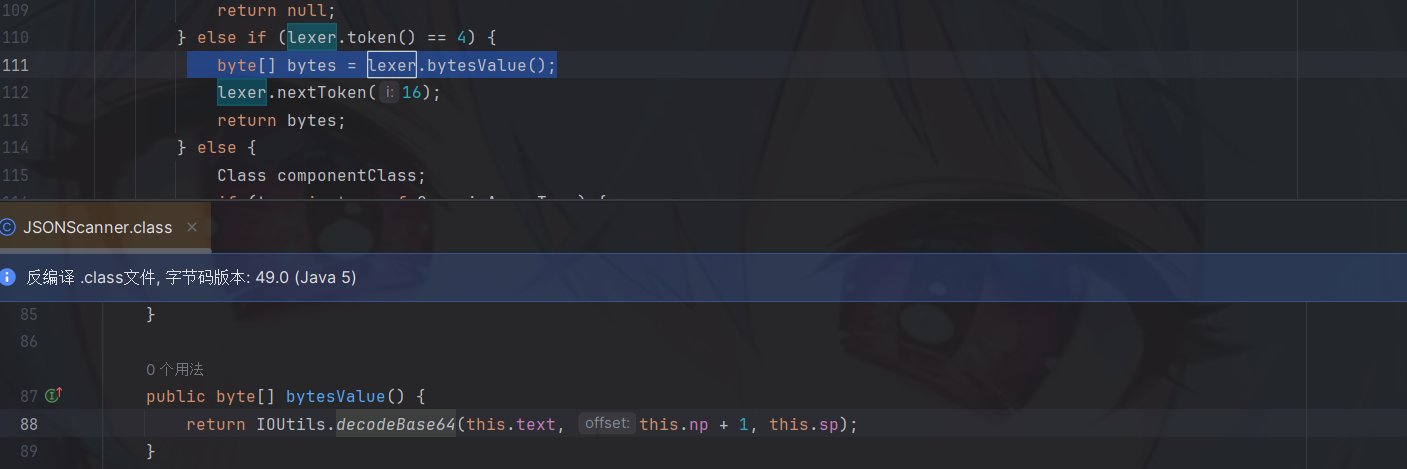 109 return null;
110 } else if (lexer.token() == 4) {
111 byte[] bytes = lexer.bytesValue();
112 lexer.nextToken( i: 16);
113 return bytes;
114 } else {
115 Class componentClass;
JSONScanner.class ×
反编译 .class文件, 字节码版本: 49.0 (Java 5)
85 }
86
0 个用法
87 public byte[] bytesValue() {
88 return IOUtils.decodeBase64(this.text, offset: this.np + 1, this.sp);
89 }